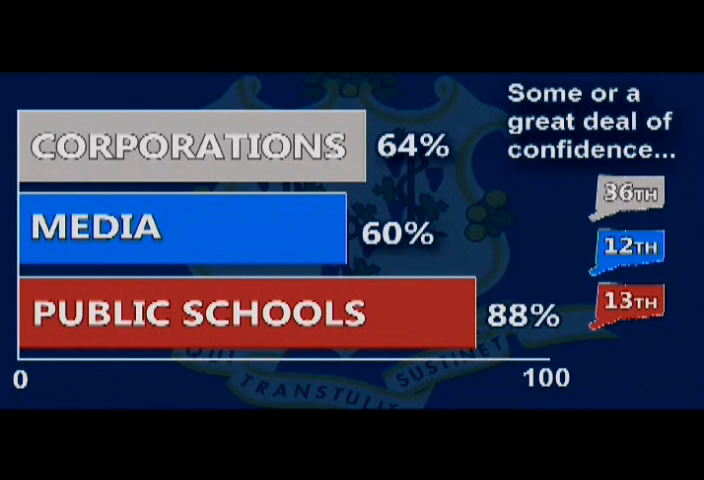 Some or a
great deal of
confidence...
CORPORATIONS 64%
MEDIA 60%
PUBLIC SCHOOLS 88%
36TH
12TH
13TH
0 100
QUI TRANSTULIT SUSTINET